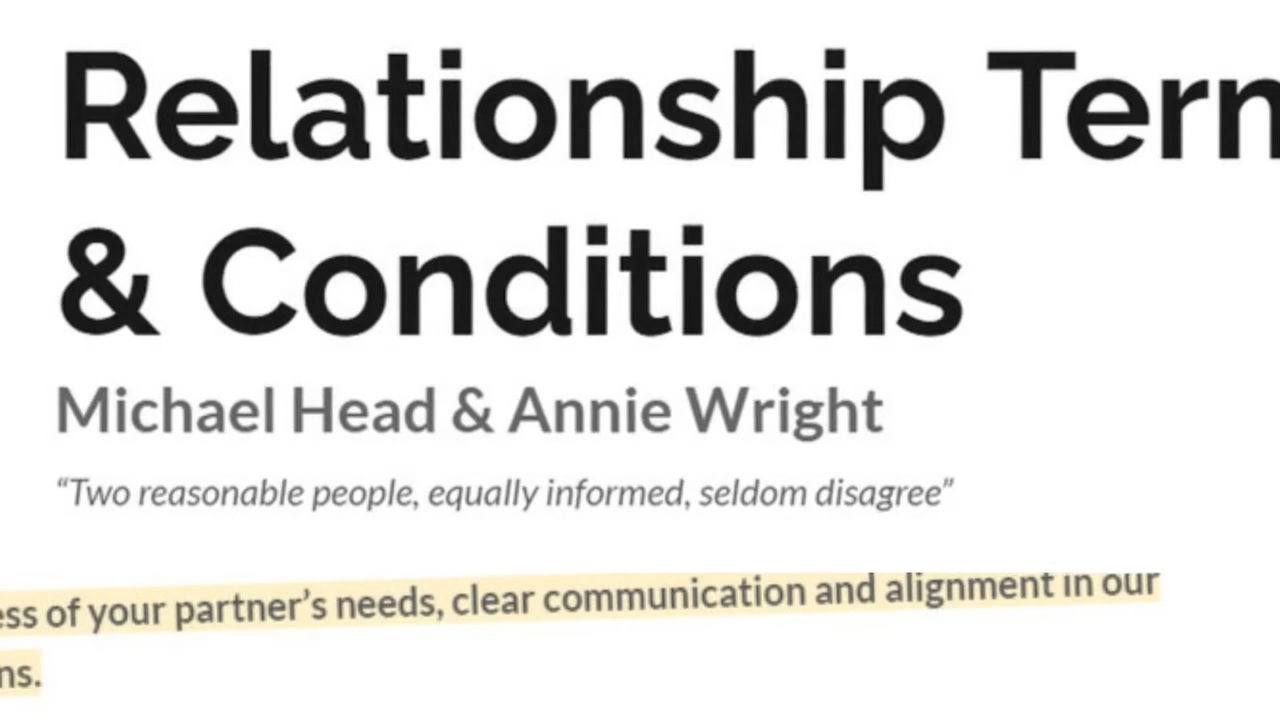 Relationship Tern
& Conditions
Michael Head & Annie Wright
“Two reasonable people, equally informed, seldom disagree”
ess of your partner’s needs, clear communication and alignment in our
ns.